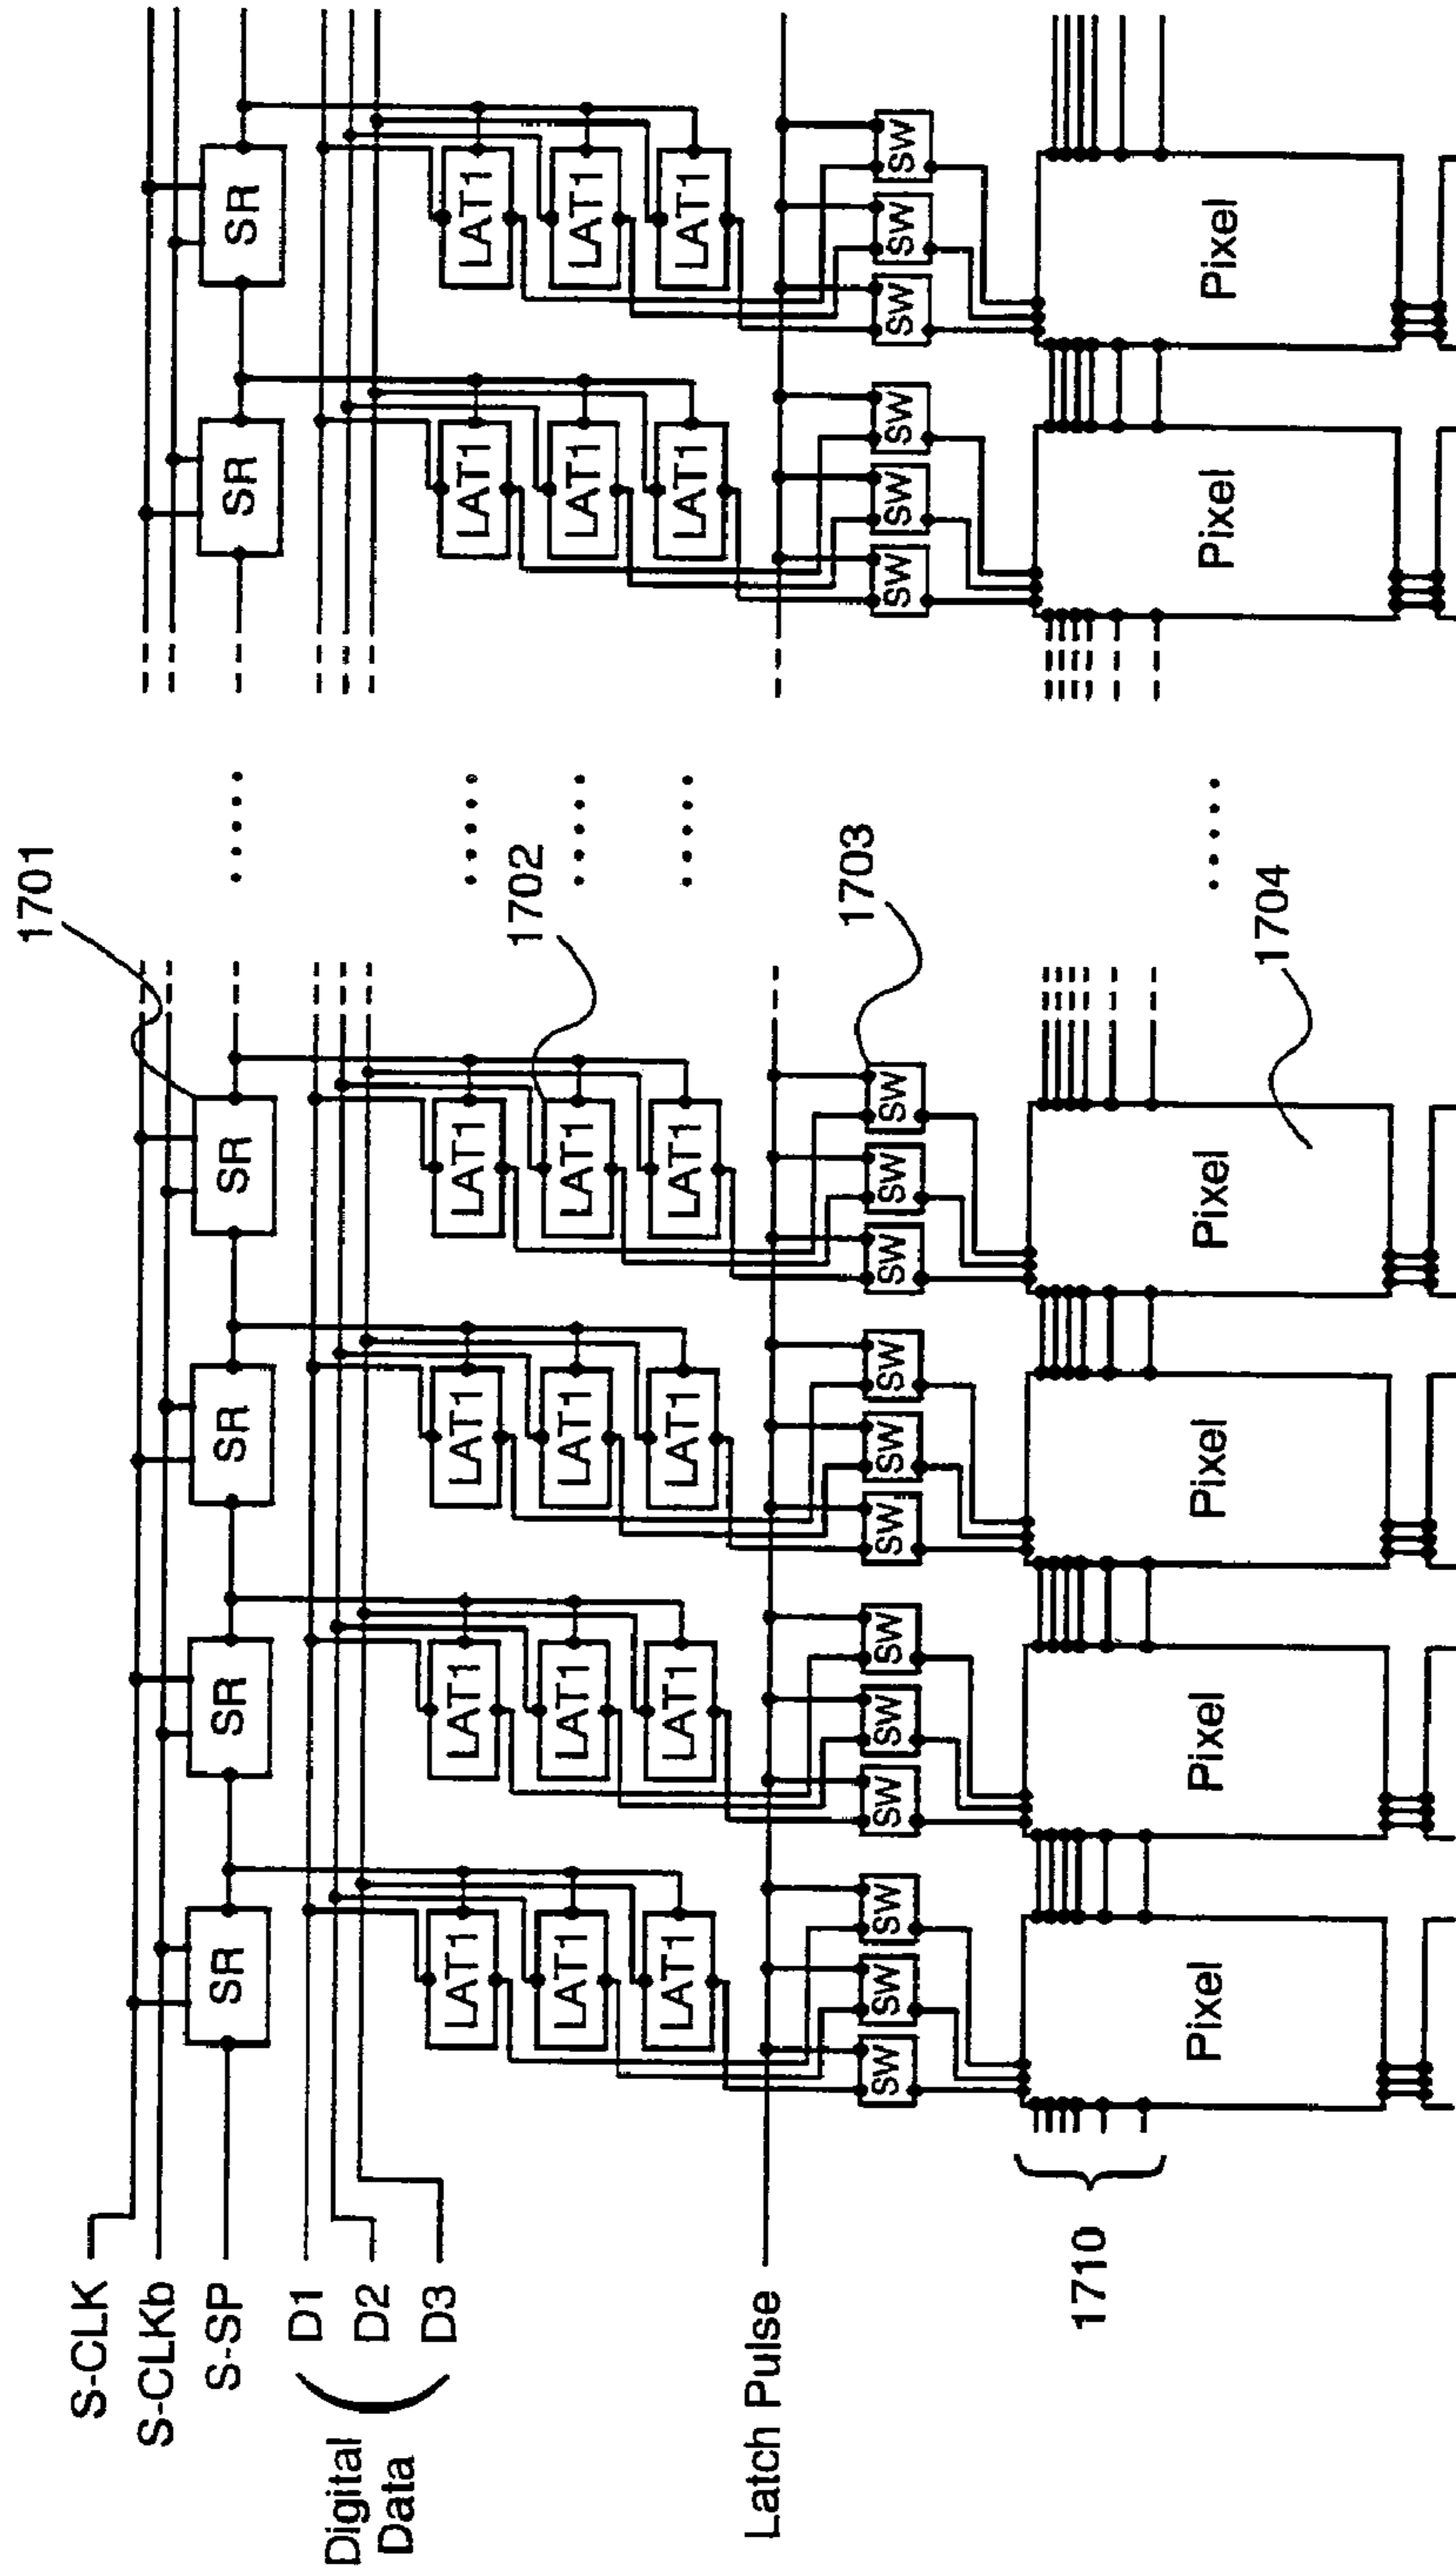 1701
S-CLK
S-CLKb
S-SP
SR SR SR SR SR SR
Digital
Data
D1
D2
D3
LAT1 LAT1 LAT1 LAT1 LAT1 LAT1
1702
LAT1 LAT1 LAT1 LAT1 LAT1 LAT1
LAT1 LAT1 LAT1 LAT1 LAT1 LAT1
Latch Pulse
1703
SW SW SW SW SW SW SW SW SW SW SW SW SW SW SW SW SW SW
1710
Pixel Pixel Pixel Pixel Pixel Pixel
1704